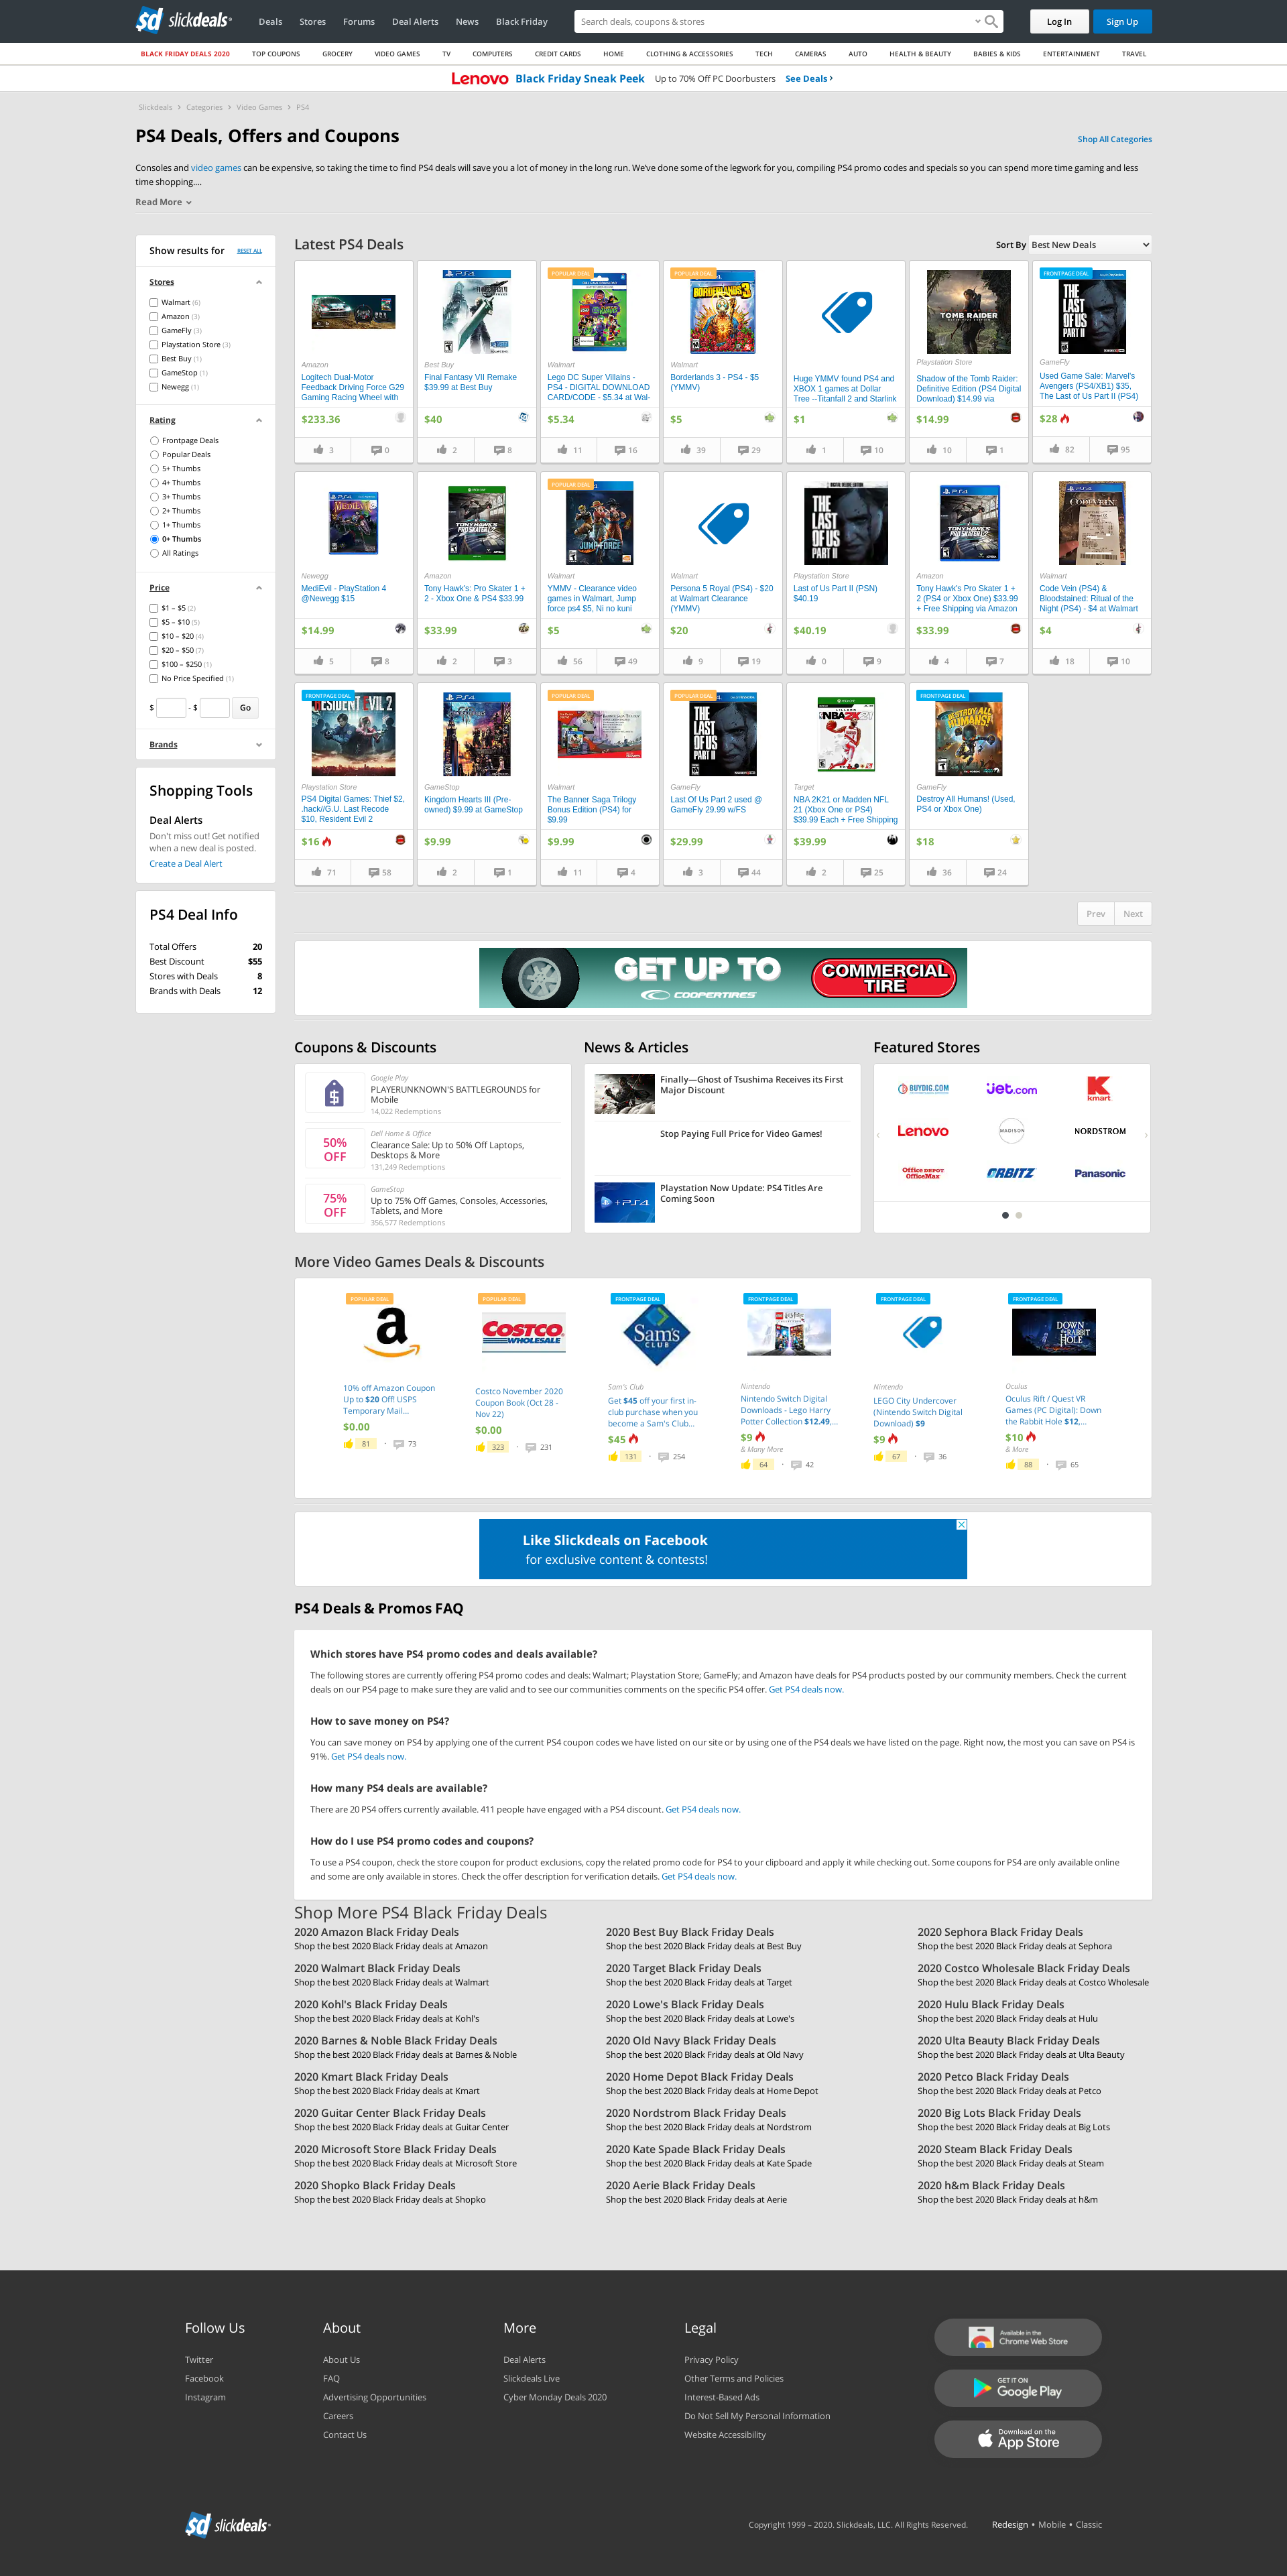 sd slickdeals
Deals Stores Forums Deal Alerts News Black Friday
Search deals, coupons & stores
Log In Sign Up
BLACK FRIDAY DEALS 2020 TOP COUPONS GROCERY VIDEO GAMES TV COMPUTERS CREDIT CARDS HOME CLOTHING & ACCESSORIES TECH CAMERAS AUTO HEALTH & BEAUTY BABIES & KIDS ENTERTAINMENT TRAVEL
Lenovo Black Friday Sneak Peek Up to 70% Off PC Doorbusters See Deals ›
Slickdeals › Categories › Video Games › PS4
PS4 Deals, Offers and Coupons
Shop All Categories
Consoles and video games can be expensive, so taking the time to find PS4 deals will save you a lot of money in the long run. We've done some of the legwork for you, compiling PS4 promo codes and specials so you can spend more time gaming and less
time shopping....
Read More
Show results for RESET ALL
Stores
Walmart (6)
Amazon (3)
GameFly (3)
Playstation Store (3)
Best Buy (1)
GameStop (1)
Newegg (1)
Rating
Frontpage Deals
Popular Deals
5+ Thumbs
4+ Thumbs
3+ Thumbs
2+ Thumbs
1+ Thumbs
0+ Thumbs
All Ratings
Price
$1 – $5 (2)
$5 – $10 (5)
$10 – $20 (4)
$20 – $50 (7)
$100 – $250 (1)
No Price Specified (1)
$ - $ Go
Brands
Shopping Tools
Deal Alerts
Don't miss out! Get notified
when a new deal is posted.
Create a Deal Alert
PS4 Deal Info
Total Offers 20
Best Discount $55
Stores with Deals 8
Brands with Deals 12
Latest PS4 Deals
Sort By Best New Deals
Amazon
Logitech Dual-Motor
Feedback Driving Force G29
Gaming Racing Wheel with
$233.36
3 0
Best Buy
Final Fantasy VII Remake
$39.99 at Best Buy
$40
2 8
POPULAR DEAL
Walmart
Lego DC Super Villains -
PS4 - DIGITAL DOWNLOAD
CARD/CODE - $5.34 at Wal-
$5.34
11 16
POPULAR DEAL
BORDERLANDS 3
Walmart
Borderlands 3 - PS4 - $5
(YMMV)
$5
39 29
Huge YMMV found PS4 and
XBOX 1 games at Dollar
Tree --Titanfall 2 and Starlink
$1
1 10
TOMB RAIDER
Playstation Store
Shadow of the Tomb Raider:
Definitive Edition (PS4 Digital
Download) $14.99 via
$14.99
10 1
FRONTPAGE DEAL
THE LAST OF US PART II
GameFly
Used Game Sale: Marvel's
Avengers (PS4/XB1) $35,
The Last of Us Part II (PS4)
$28
82 95
MEDIEVIL
Newegg
MediEvil - PlayStation 4
@Newegg $15
$14.99
5 8
TONY HAWK'S PRO SKATER 1+2
Amazon
Tony Hawk's: Pro Skater 1 +
2 - Xbox One & PS4 $33.99
$33.99
2 3
POPULAR DEAL
JUMP FORCE
Walmart
YMMV - Clearance video
games in Walmart, Jump
force ps4 $5, Ni no kuni
$5
56 49
Walmart
Persona 5 Royal (PS4) - $20
at Walmart Clearance
(YMMV)
$20
9 19
THE LAST OF US PART II
Playstation Store
Last of Us Part II (PSN)
$40.19
$40.19
0 9
TONY HAWK'S PRO SKATER 1+2
Amazon
Tony Hawk's Pro Skater 1 +
2 (PS4 or Xbox One) $33.99
+ Free Shipping via Amazon
$33.99
4 7
CODE VEIN
Walmart
Code Vein (PS4) &
Bloodstained: Ritual of the
Night (PS4) - $4 at Walmart
$4
18 10
FRONTPAGE DEAL
RESIDENT EVIL 2
Playstation Store
PS4 Digital Games: Thief $2,
.hack//G.U. Last Recode
$10, Resident Evil 2
$16
71 58
GameStop
Kingdom Hearts III (Pre-
owned) $9.99 at GameStop
$9.99
2 1
POPULAR DEAL
Walmart
The Banner Saga Trilogy
Bonus Edition (PS4) for
$9.99
$9.99
11 4
POPULAR DEAL
THE LAST OF US PART II
GameFly
Last Of Us Part 2 used @
GameFly 29.99 w/FS
$29.99
3 44
NBA 2K21
Target
NBA 2K21 or Madden NFL
21 (Xbox One or PS4)
$39.99 Each + Free Shipping
$39.99
2 25
FRONTPAGE DEAL
DESTROY ALL HUMANS!
GameFly
Destroy All Humans! (Used,
PS4 or Xbox One)
$18
36 24
Prev Next
GET UP TO
COOPERTIRES
COMMERCIAL TIRE
Coupons & Discounts
Google Play
PLAYERUNKNOWN'S BATTLEGROUNDS for
Mobile
14,022 Redemptions
50% OFF
Dell Home & Office
Clearance Sale: Up to 50% Off Laptops,
Desktops & More
131,249 Redemptions
75% OFF
GameStop
Up to 75% Off Games, Consoles, Accessories,
Tablets, and More
356,577 Redemptions
News & Articles
Finally—Ghost of Tsushima Receives its First
Major Discount
Stop Paying Full Price for Video Games!
PS4
Playstation Now Update: PS4 Titles Are
Coming Soon
Featured Stores
BUYDIG.COM Jet.com K kmart
Lenovo MADISON NORDSTROM
Office DEPOT OfficeMax ORBITZ Panasonic
More Video Games Deals & Discounts
POPULAR DEAL
10% off Amazon Coupon
Up to $20 Off! USPS
Temporary Mail...
$0.00
81 · 73
POPULAR DEAL
COSTCO WHOLESALE
Costco November 2020
Coupon Book (Oct 28 -
Nov 22)
$0.00
323 · 231
FRONTPAGE DEAL
Sam's CLUB
Sam's Club
Get $45 off your first in-
club purchase when you
become a Sam's Club...
$45
131 · 254
FRONTPAGE DEAL
Nintendo
Nintendo Switch Digital
Downloads - Lego Harry
Potter Collection $12.49,...
$9
& Many More
64 · 42
FRONTPAGE DEAL
Nintendo
LEGO City Undercover
(Nintendo Switch Digital
Download) $9
$9
67 · 36
FRONTPAGE DEAL
DOWN THE RABBIT HOLE
Oculus
Oculus Rift / Quest VR
Games (PC Digital): Down
the Rabbit Hole $12,...
$10
& More
88 · 65
Like Slickdeals on Facebook
for exclusive content & contests!
PS4 Deals & Promos FAQ
Which stores have PS4 promo codes and deals available?
The following stores are currently offering PS4 promo codes and deals: Walmart; Playstation Store; GameFly; and Amazon have deals for PS4 products posted by our community members. Check the current
deals on our PS4 page to make sure they are valid and to see our communities comments on the specific PS4 offer. Get PS4 deals now.
How to save money on PS4?
You can save money on PS4 by applying one of the current PS4 coupon codes we have listed on our site or by using one of the PS4 deals we have listed on the page. Right now, the most you can save on PS4 is
91%. Get PS4 deals now.
How many PS4 deals are available?
There are 20 PS4 offers currently available. 411 people have engaged with a PS4 discount. Get PS4 deals now.
How do I use PS4 promo codes and coupons?
To use a PS4 coupon, check the store coupon for product exclusions, copy the related promo code for PS4 to your clipboard and apply it while checking out. Some coupons for PS4 are only available online
and some are only available in stores. Check the offer description for verification details. Get PS4 deals now.
Shop More PS4 Black Friday Deals
2020 Amazon Black Friday Deals 2020 Best Buy Black Friday Deals 2020 Sephora Black Friday Deals
Shop the best 2020 Black Friday deals at Amazon Shop the best 2020 Black Friday deals at Best Buy Shop the best 2020 Black Friday deals at Sephora
2020 Walmart Black Friday Deals 2020 Target Black Friday Deals 2020 Costco Wholesale Black Friday Deals
Shop the best 2020 Black Friday deals at Walmart Shop the best 2020 Black Friday deals at Target Shop the best 2020 Black Friday deals at Costco Wholesale
2020 Kohl's Black Friday Deals 2020 Lowe's Black Friday Deals 2020 Hulu Black Friday Deals
Shop the best 2020 Black Friday deals at Kohl's Shop the best 2020 Black Friday deals at Lowe's Shop the best 2020 Black Friday deals at Hulu
2020 Barnes & Noble Black Friday Deals 2020 Old Navy Black Friday Deals 2020 Ulta Beauty Black Friday Deals
Shop the best 2020 Black Friday deals at Barnes & Noble Shop the best 2020 Black Friday deals at Old Navy Shop the best 2020 Black Friday deals at Ulta Beauty
2020 Kmart Black Friday Deals 2020 Home Depot Black Friday Deals 2020 Petco Black Friday Deals
Shop the best 2020 Black Friday deals at Kmart Shop the best 2020 Black Friday deals at Home Depot Shop the best 2020 Black Friday deals at Petco
2020 Guitar Center Black Friday Deals 2020 Nordstrom Black Friday Deals 2020 Big Lots Black Friday Deals
Shop the best 2020 Black Friday deals at Guitar Center Shop the best 2020 Black Friday deals at Nordstrom Shop the best 2020 Black Friday deals at Big Lots
2020 Microsoft Store Black Friday Deals 2020 Kate Spade Black Friday Deals 2020 Steam Black Friday Deals
Shop the best 2020 Black Friday deals at Microsoft Store Shop the best 2020 Black Friday deals at Kate Spade Shop the best 2020 Black Friday deals at Steam
2020 Shopko Black Friday Deals 2020 Aerie Black Friday Deals 2020 h&m Black Friday Deals
Shop the best 2020 Black Friday deals at Shopko Shop the best 2020 Black Friday deals at Aerie Shop the best 2020 Black Friday deals at h&m
Follow Us
Twitter
Facebook
Instagram
About
About Us
FAQ
Advertising Opportunities
Careers
Contact Us
More
Deal Alerts
Slickdeals Live
Cyber Monday Deals 2020
Legal
Privacy Policy
Other Terms and Policies
Interest-Based Ads
Do Not Sell My Personal Information
Website Accessibility
Available in the
Chrome Web Store
GET IT ON
Google Play
Download on the
App Store
sd slickdeals
Copyright 1999 – 2020. Slickdeals, LLC. All Rights Reserved. Redesign • Mobile • Classic